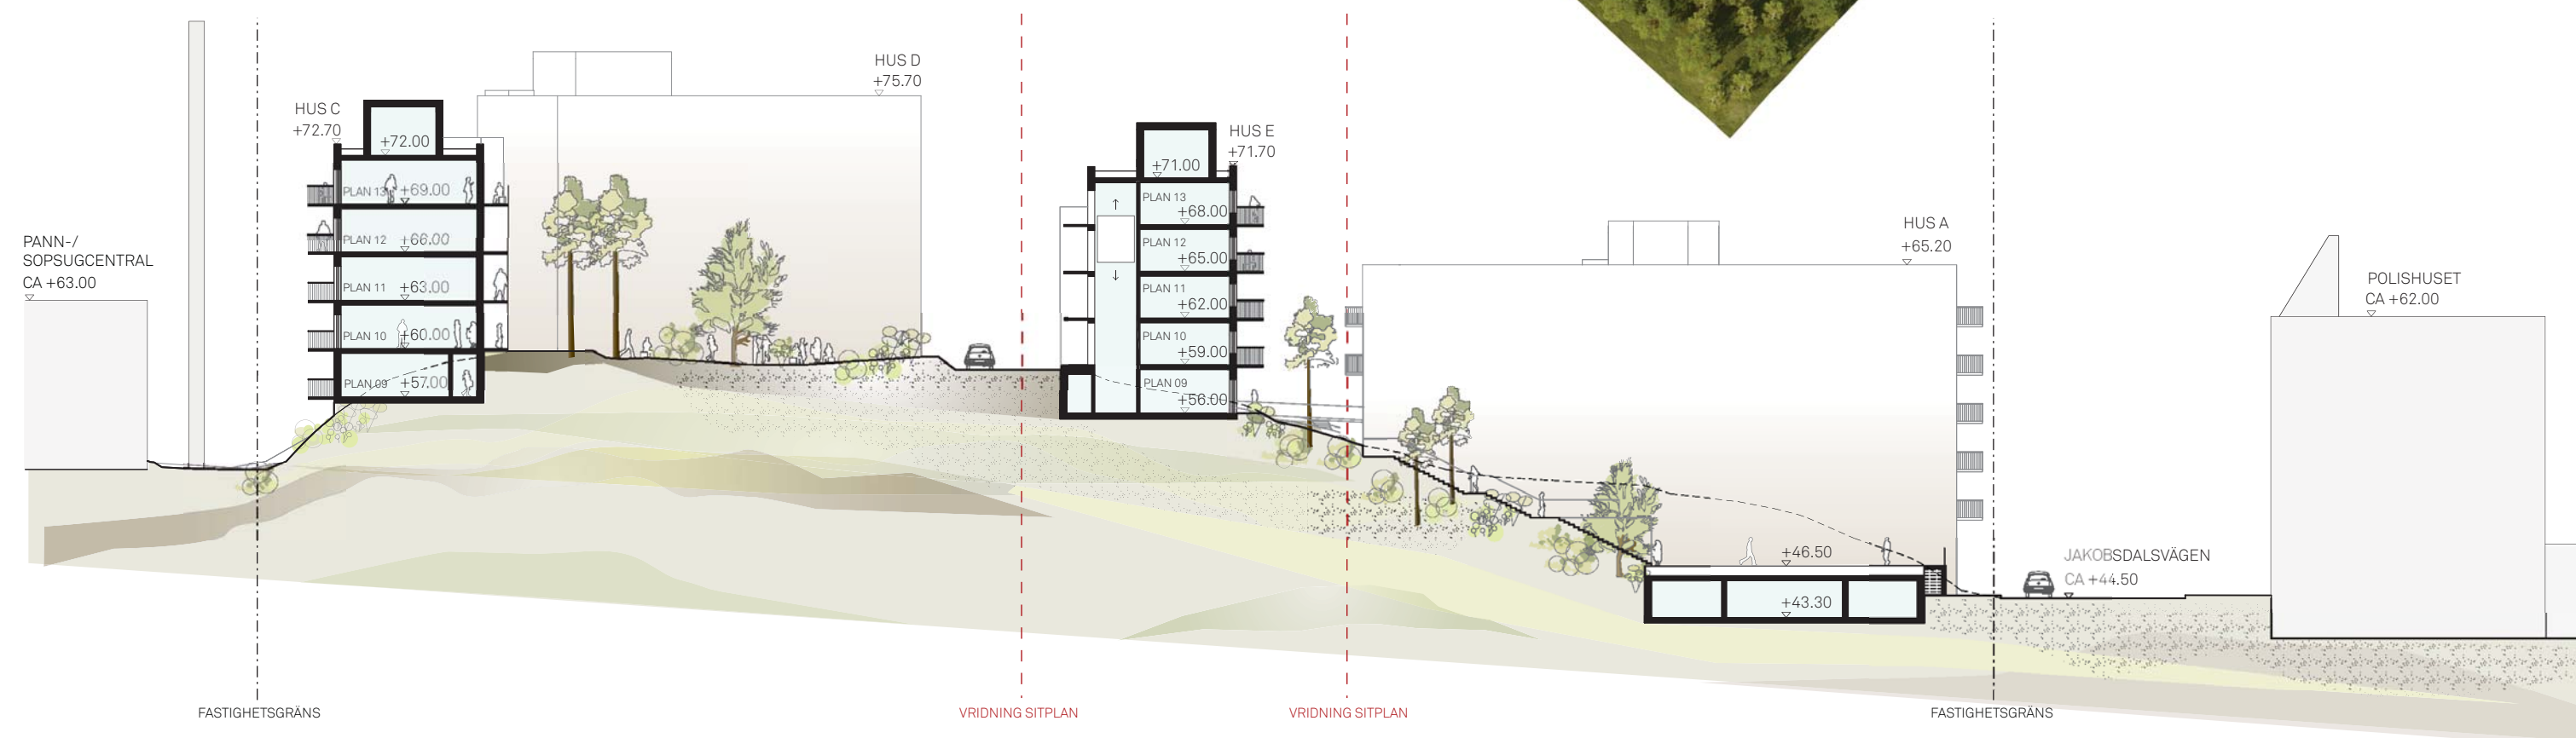 PANN-/
SOPSUGCENTRAL
CA +63.00
HUS C
+72.70
+72.00
PLAN 13 +69.00
PLAN 12 +66.00
PLAN 11 +63.00
PLAN 10 +60.00
PLAN 09 +57.00
HUS D
+75.70
HUS E
+71.70
+71.00
PLAN 13
+68.00
PLAN 12
+65.00
PLAN 11
+62.00
PLAN 10
+59.00
PLAN 09
+56.00
HUS A
+65.20
+46.50
+43.30
JAKOBSDALSVÄGEN
CA +44.50
POLISHUSET
CA +62.00
FASTIGHETSGRÄNS
VRIDNING SITPLAN
VRIDNING SITPLAN
FASTIGHETSGRÄNS